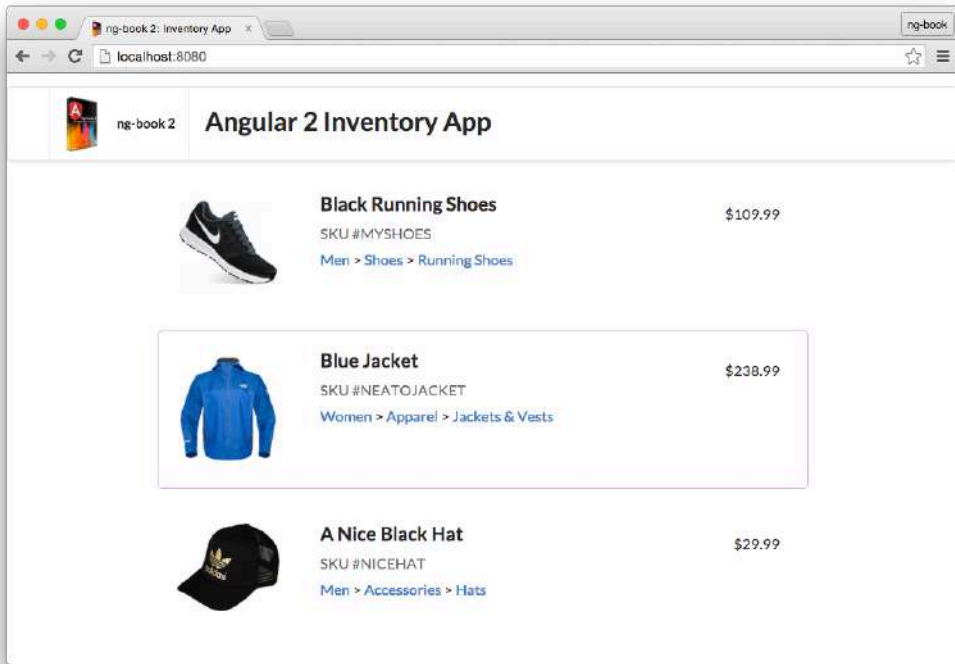 ng-book 2: Inventory App
ng-book
localhost:8080
ng-book 2
Angular 2 Inventory App
Black Running Shoes
$109.99
SKU #MYSHOES
Men > Shoes > Running Shoes
Blue Jacket
$238.99
SKU #NEATOJACKET
Women > Apparel > Jackets & Vests
A Nice Black Hat
$29.99
SKU #NICEHAT
Men > Accessories > Hats
adidas